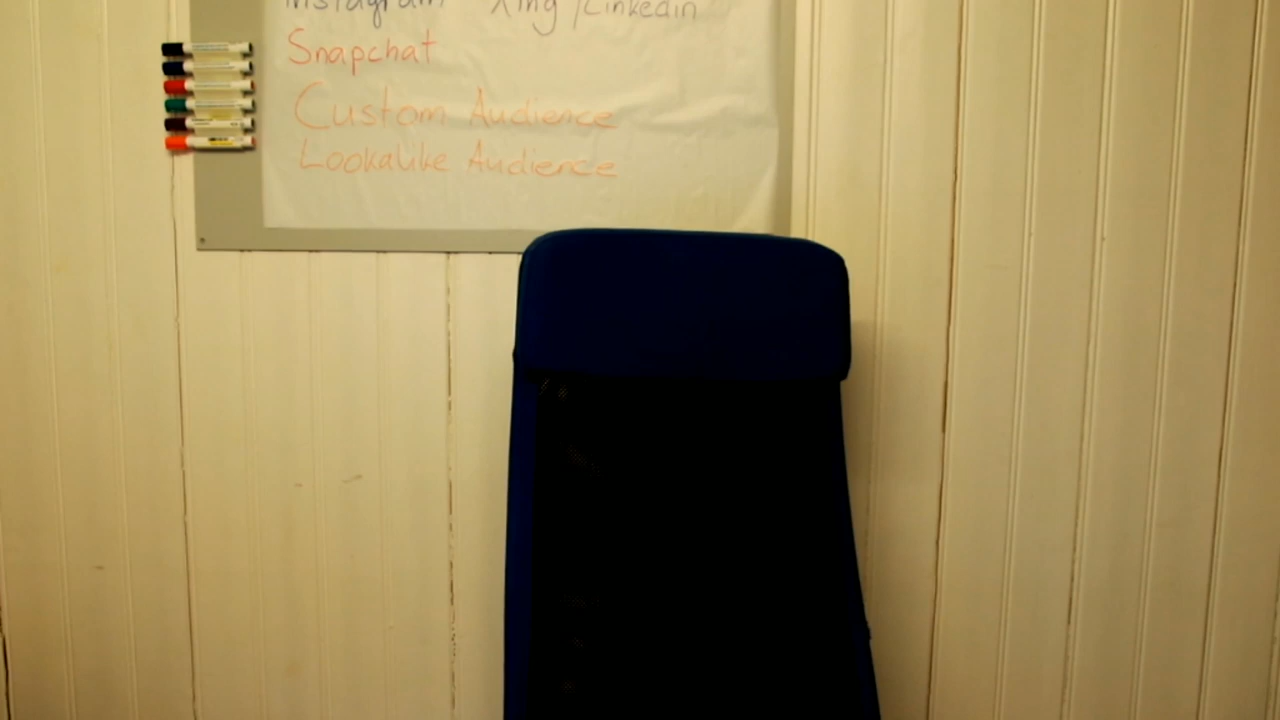 Instagram Xing/Linkedin
Snapchat
Custom Audience
Lookalike Audience